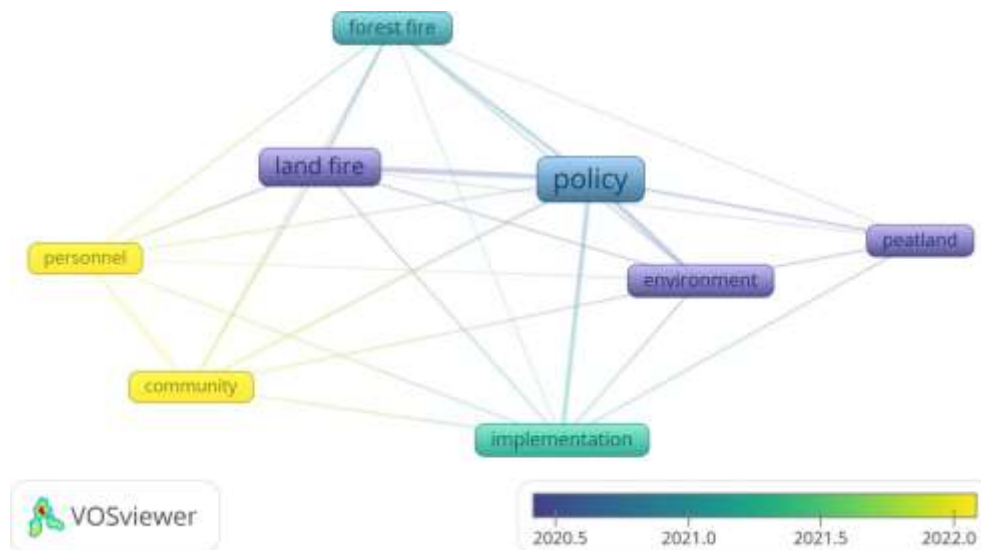 forest fire
land fire
policy
peatland
personnel
environment
community
implementation
VOSviewer
2020.5 2021.0 2021.5 2022.0